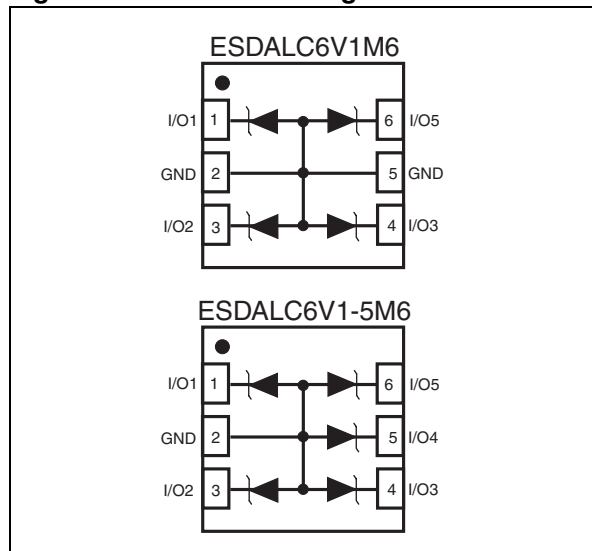 ESDALC6V1M6
I/O1 1 6 I/O5
GND 2 5 GND
I/O2 3 4 I/O3
ESDALC6V1-5M6
I/O1 1 6 I/O5
GND 2 5 I/O4
I/O2 3 4 I/O3